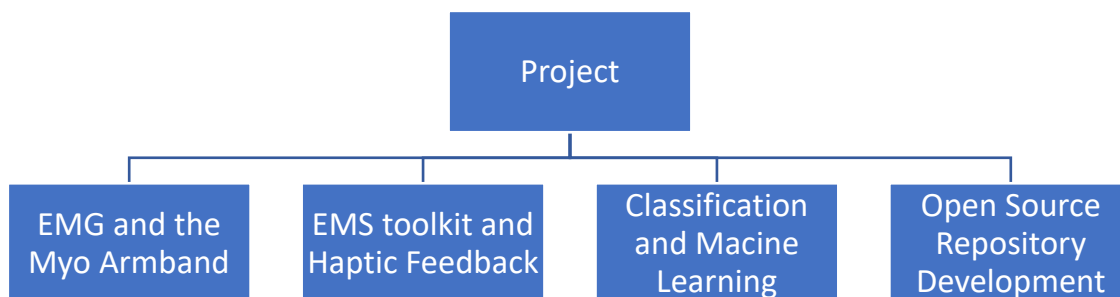 Project
EMG and the
Myo Armband
EMS toolkit and
Haptic Feedback
Classification
and Macine
Learning
Open Source
Repository
Development